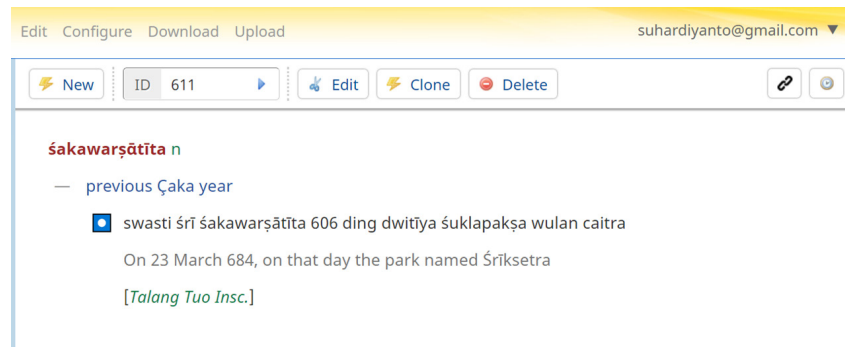 Edit Configure Download Upload suhardiyanto@gmail.com ▼
New ID 611 Edit Clone Delete
śakawarṣātīta n
— previous Çaka year
swasti śrī śakawarṣātīta 606 ding dwitīya śuklapakṣa wulan caitra
On 23 March 684, on that day the park named Śrīksetra
[Talang Tuo Insc.]